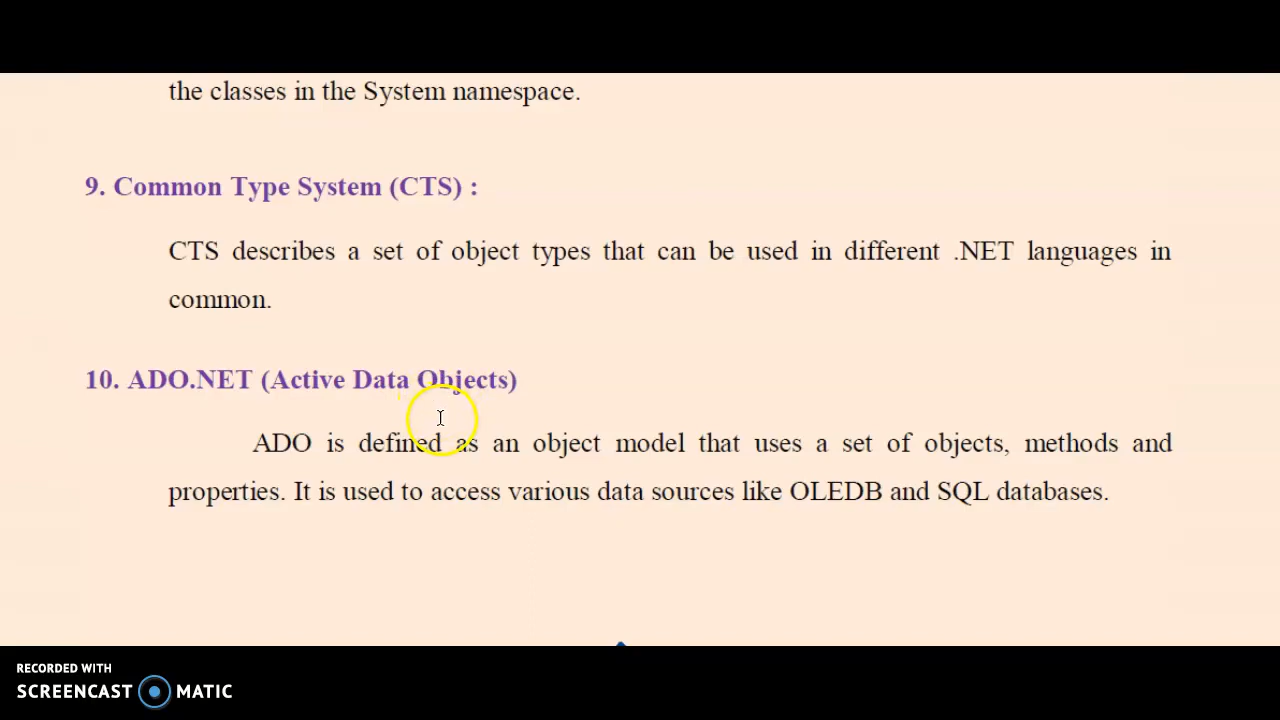 the classes in the System namespace.
9. Common Type System (CTS) :
CTS describes a set of object types that can be used in different .NET languages in
common.
10. ADO.NET (Active Data Objects)
ADO is defined as an object model that uses a set of objects, methods and
properties. It is used to access various data sources like OLEDB and SQL databases.
RECORDED WITH
SCREENCAST MATIC